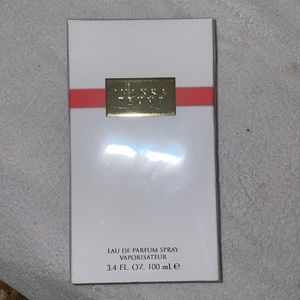 EAU DE PARFUM SPRAY
VAPORISATEUR
3.4 FL. OZ. 100 mL ℮